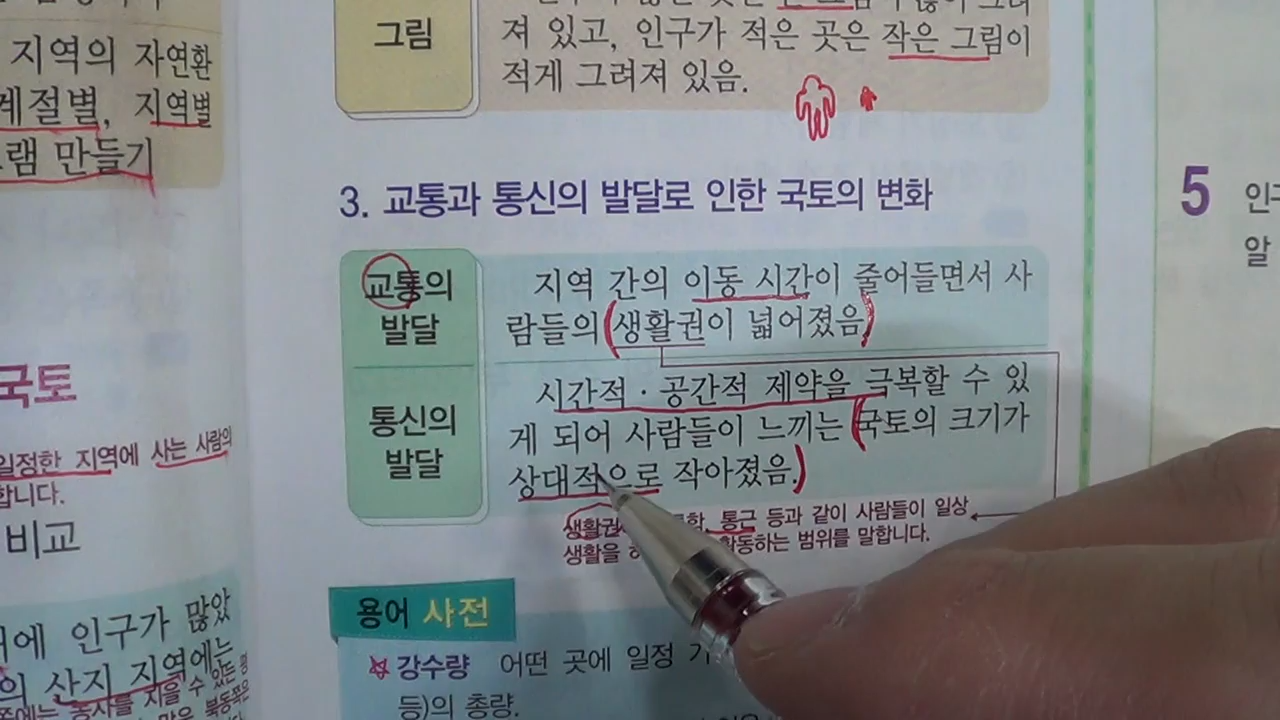 지역의 자연환
계절별, 지역별
램 만들기
국토
일정한 지역에 사는 사람의
합니다.
비교
에 인구가 많았
의 산지 지역에는
그림
져 있고, 인구가 적은 곳은 작은 그림이
적게 그려져 있음.
3. 교통과 통신의 발달로 인한 국토의 변화
교통의
발달
지역 간의 이동 시간이 줄어들면서 사
람들의 생활권이 넓어졌음
통신의
발달
시간적 · 공간적 제약을 극복할 수 있
게 되어 사람들이 느끼는 국토의 크기가
상대적으로 작아졌음.
생활권 통근 등과 같이 사람들이 일상
생활을 활동하는 범위를 말합니다.
용어 사전
강수량 어떤 곳에 일정
등)의 총량.
5 인구
알